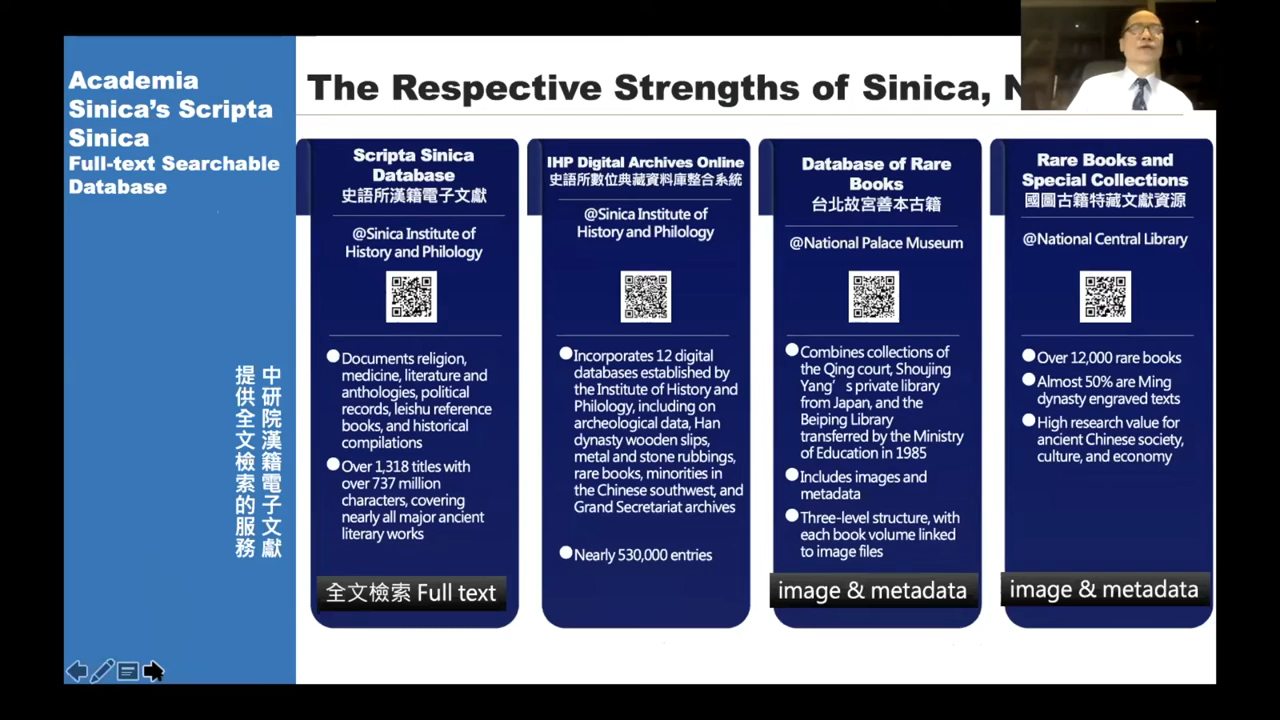 Academia
Sinica's Scripta
Sinica
Full-text Searchable
Database
中研院漢籍電子文獻
提供全文檢索的服務
The Respective Strengths of Sinica,
Scripta Sinica
Database
史語所漢籍電子文獻
@Sinica Institute of
History and Philology
Documents religion,
medicine, literature and
anthologies, political
records, leishu reference
books, and historical
compilations
Over 1,318 titles with
over 737 million
characters, covering
nearly all major ancient
literary works
全文檢索 Full text
IHP Digital Archives Online
史語所數位典藏資料庫整合系統
@Sinica Institute of
History and Philology
Incorporates 12 digital
databases established by
the Institute of History and
Philology, including on
archeological data, Han
dynasty wooden slips,
metal and stone rubbings,
rare books, minorities in
the Chinese southwest, and
Grand Secretariat archives
Nearly 530,000 entries
Database of Rare
Books
台北故宮善本古籍
@National Palace Museum
Combines collections of
the Qing court, Shoujing
Yang's private library
from Japan, and the
Beiping Library
transferred by the Ministry
of Education in 1985
Includes images and
metadata
Three-level structure, with
each book volume linked
to image files
image & metadata
Rare Books and
Special Collections
國圖古籍特藏文獻資源
@National Central Library
Over 12,000 rare books
Almost 50% are Ming
dynasty engraved texts
High research value for
ancient Chinese society,
culture, and economy
image & metadata